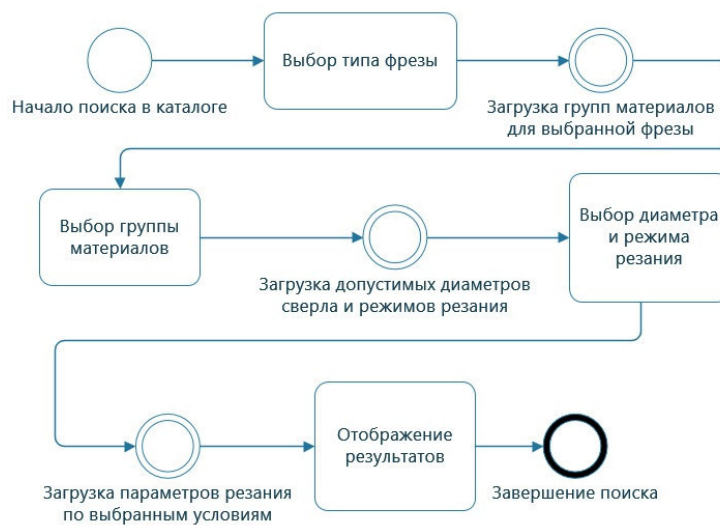 Выбор типа фрезы
Начало поиска в каталоге
Загрузка групп материалов
для выбранной фрезы
Выбор группы
материалов
Загрузка допустимых диаметров
сверла и режимов резания
Выбор диаметра
и режима
резания
Загрузка параметров резания
по выбранным условиям
Отображение
результатов
Завершение поиска